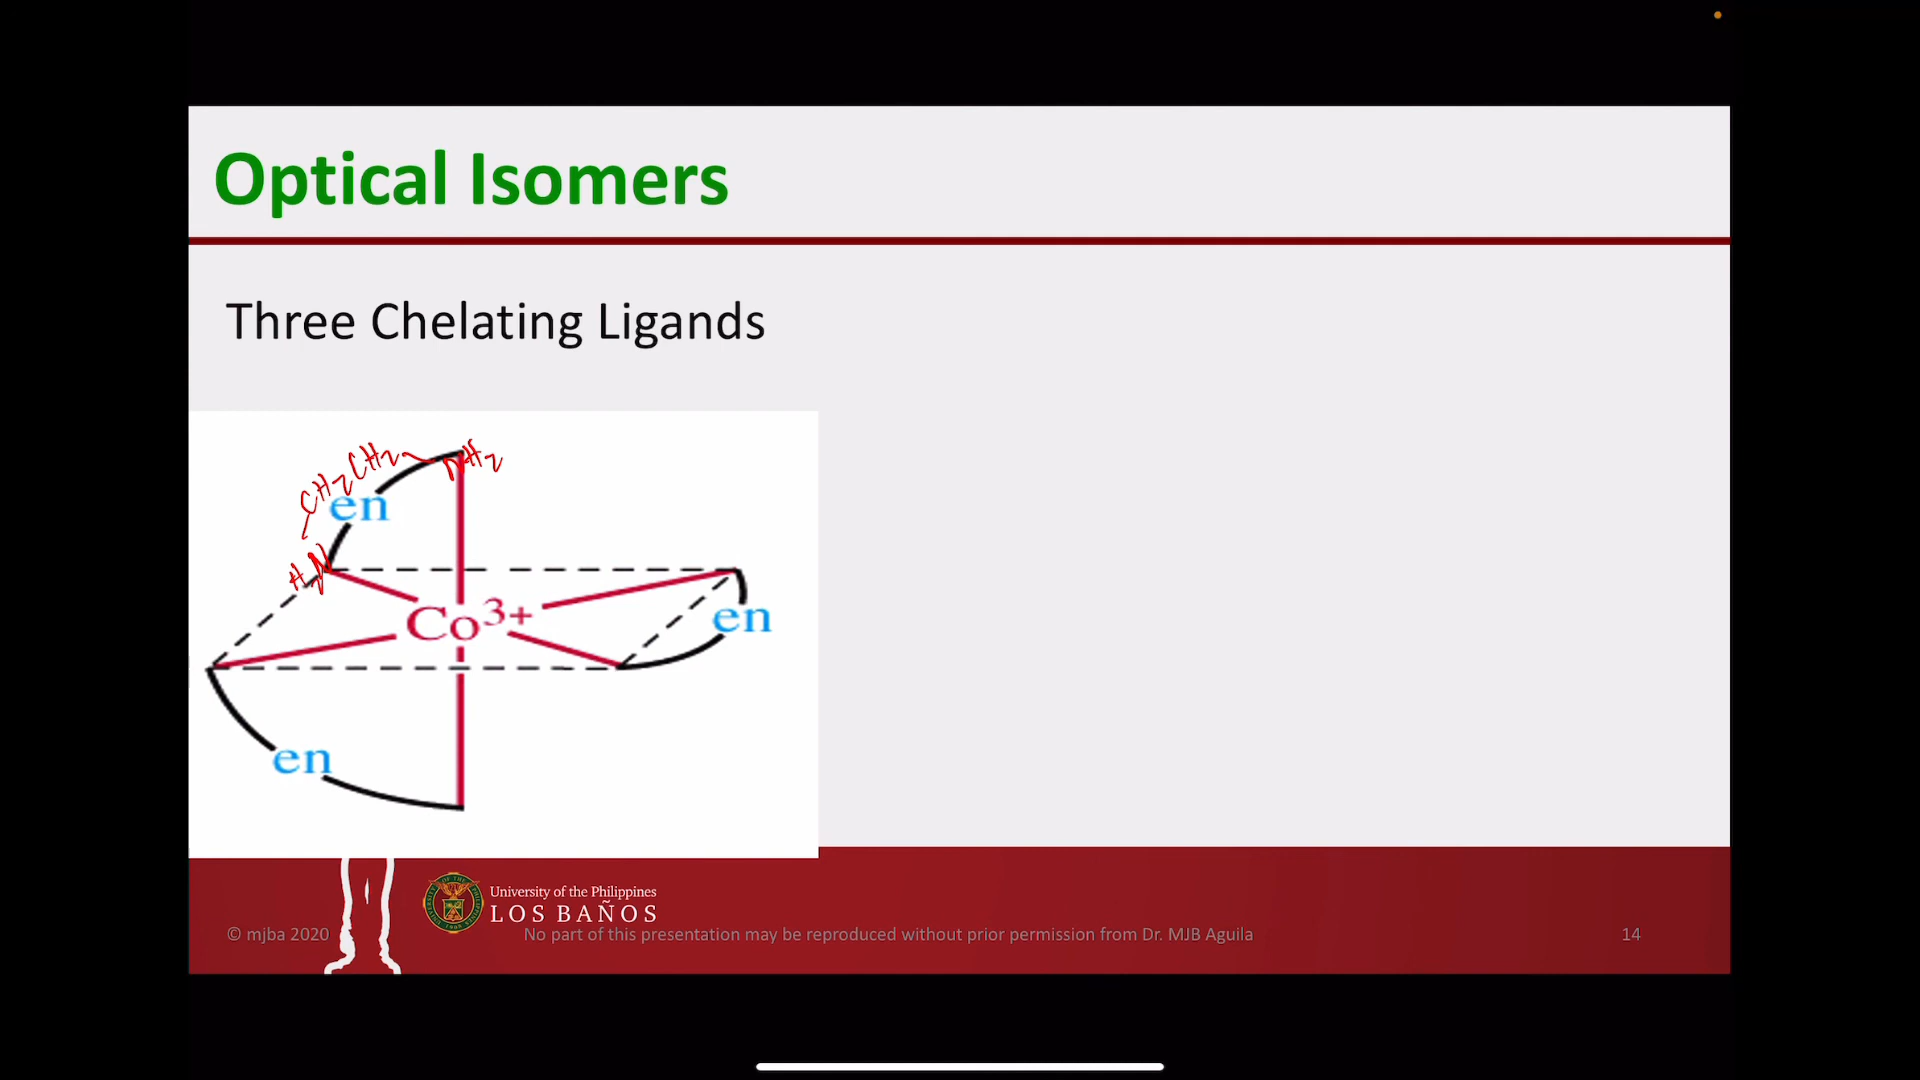 Optical Isomers
Three Chelating Ligands
CH₂CH₂
NH₂
en
H₂N
Co³⁺
en
en
University of the Philippines
LOS BAÑOS
© mjba 2020
No part of this presentation may be reproduced without prior permission from Dr. MJB Aguila
14